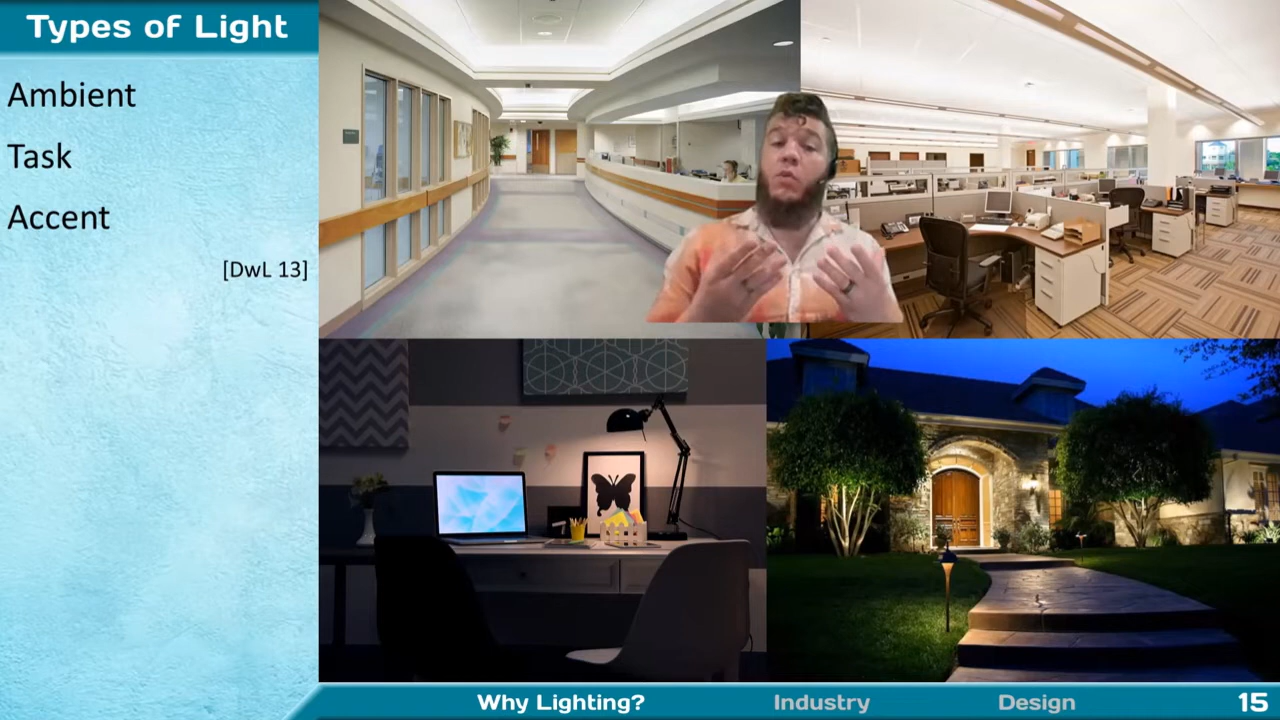 Types of Light
Ambient
Task
Accent
[DwL 13]
Why Lighting? Industry Design 15